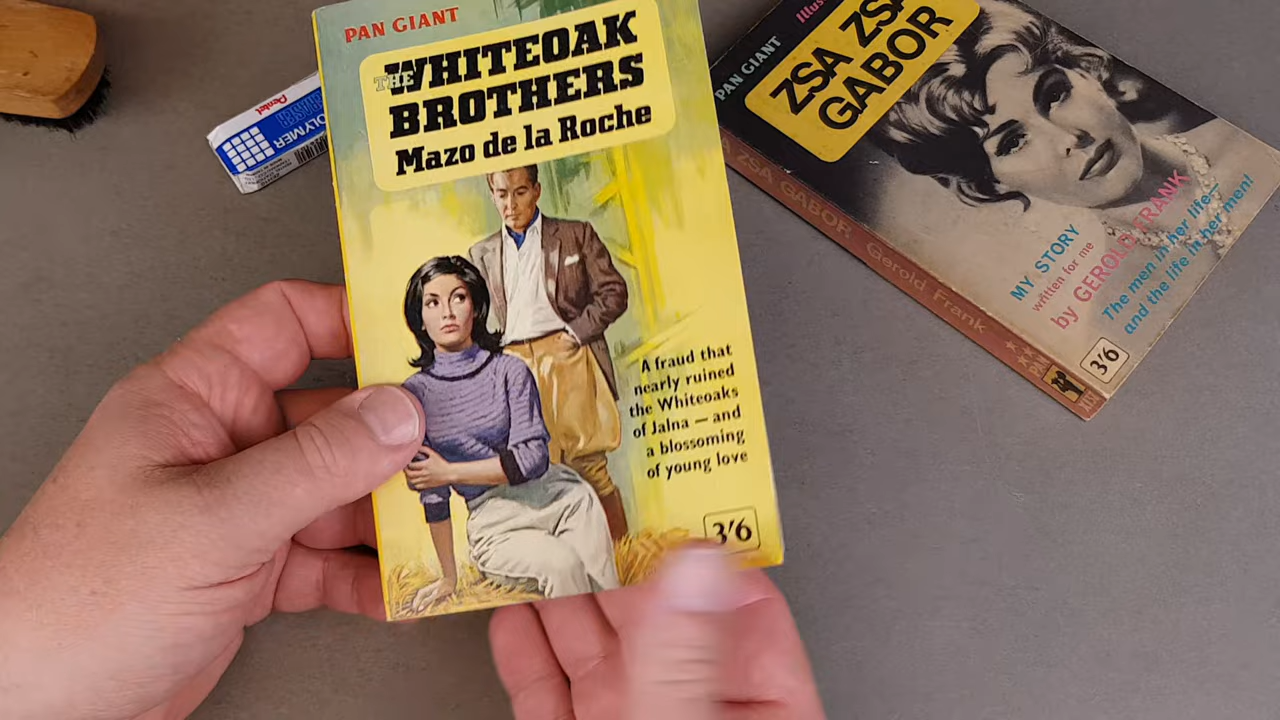 PAN GIANT
THE WHITEOAK
BROTHERS
Mazo de la Roche
A fraud that
nearly ruined
the Whiteoaks
of Jalna — and
a blossoming
of young love
3'6
Pentel
PAN GIANT
ZSA ZSA
GABOR
MY STORY
written for me
by GEROLD FRANK
The men in her life—
and the life in her men!
3'6
ZSA GABOR Gerold Frank
PAN